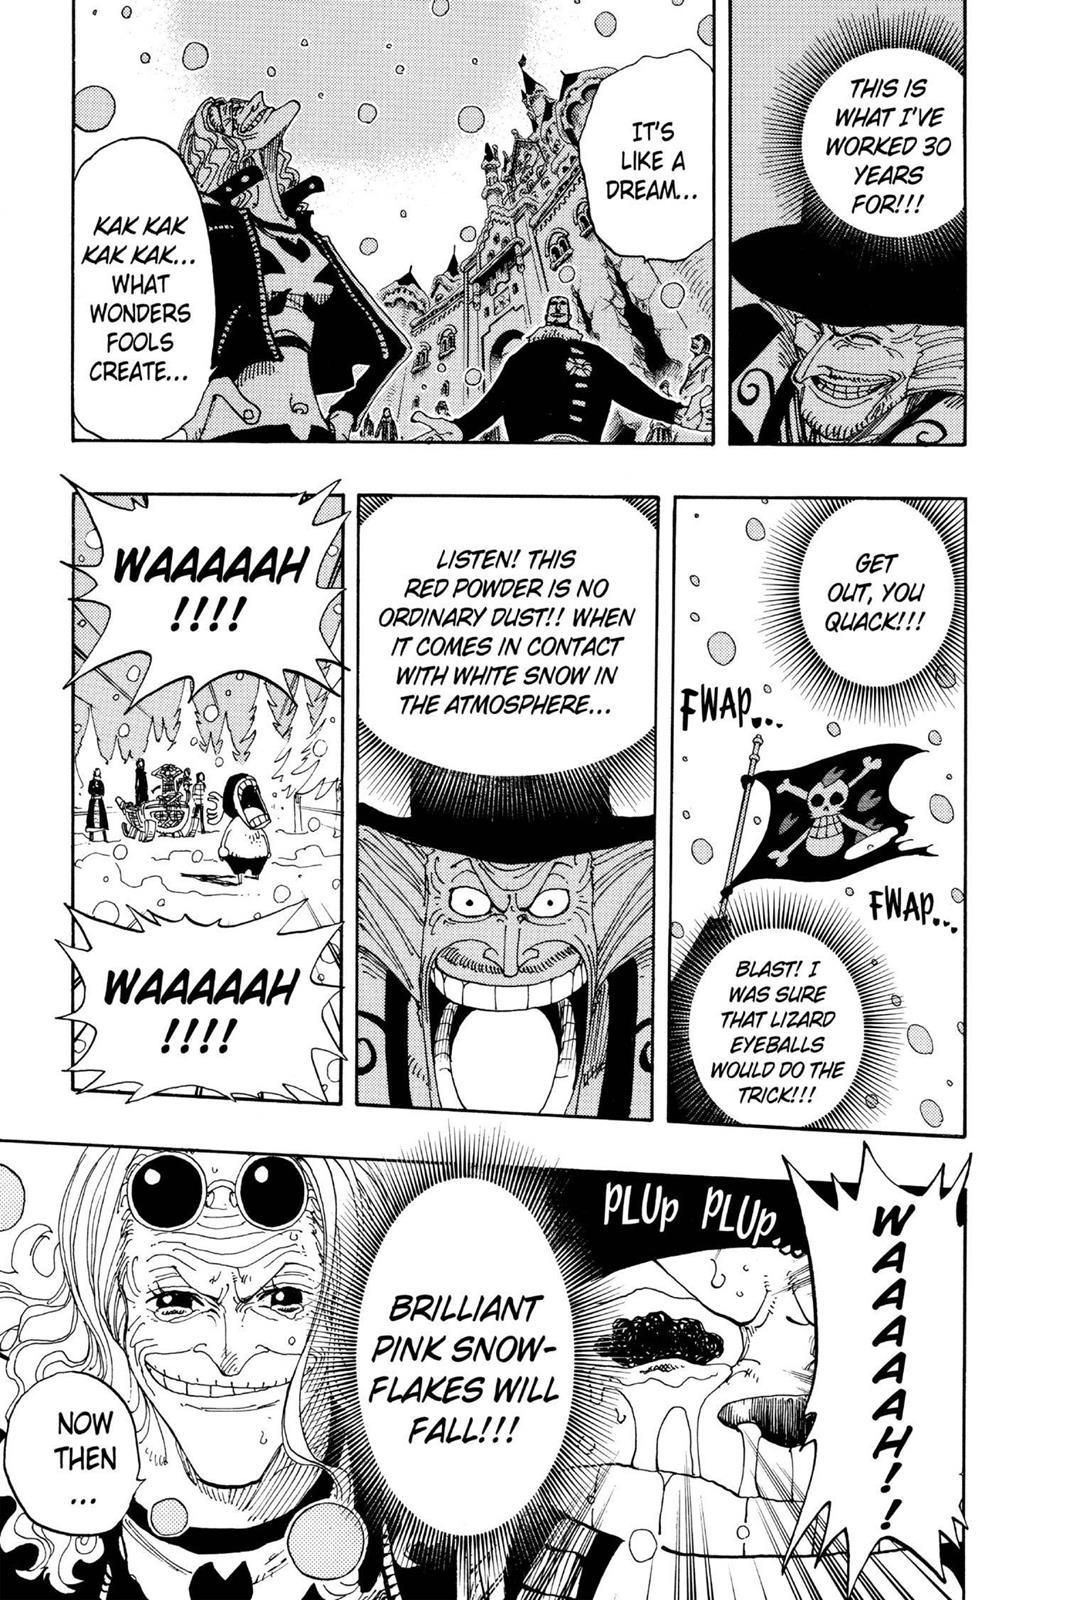 THIS IS
WHAT I'VE
WORKED 30
YEARS
FOR!!!
IT'S
LIKE A
DREAM...
KAK KAK
KAK KAK...
WHAT
WONDERS
FOOLS
CREATE...
GET
OUT, YOU
QUACK!!!
FWAP...
FWAP...
BLAST! I
WAS SURE
THAT LIZARD
EYEBALLS
WOULD DO THE
TRICK!!!
LISTEN! THIS
RED POWDER IS NO
ORDINARY DUST!! WHEN
IT COMES IN CONTACT
WITH WHITE SNOW IN
THE ATMOSPHERE...
WAAAAAH
!!!!
WAAAAAH
!!!!
WAAAAAH!!
PLUP PLUP...
BRILLIANT
PINK SNOW-
FLAKES WILL
FALL!!!
NOW
THEN
...